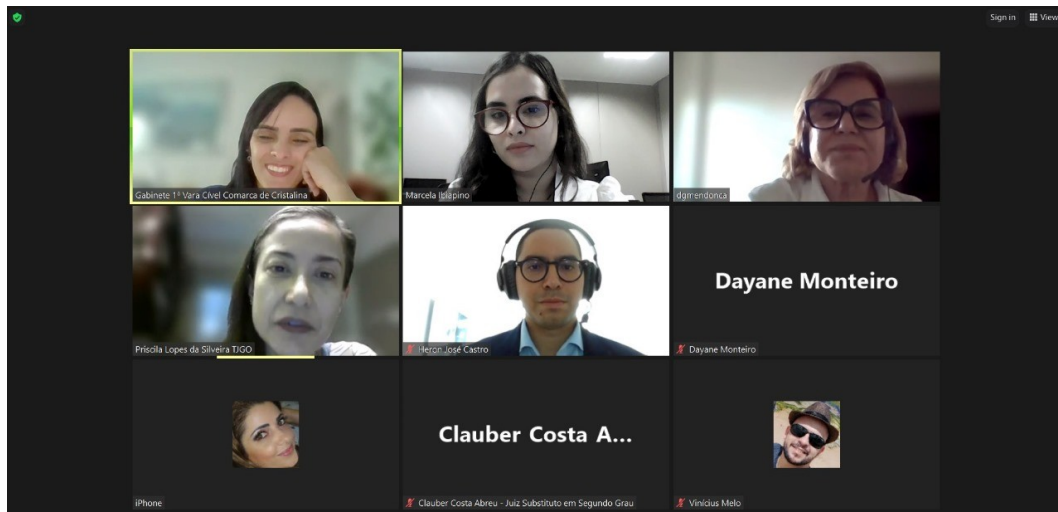 Sign in View
Gabinete 1ª Vara Cível Comarca de Cristalina
Marcela Ibiapino
dgmendonca
Priscila Lopes da Silveira TJGO
Heron José Castro
Dayane Monteiro
Dayane Monteiro
iPhone
Clauber Costa A...
Clauber Costa Abreu - Juiz Substituto em Segundo Grau
Vinícius Melo